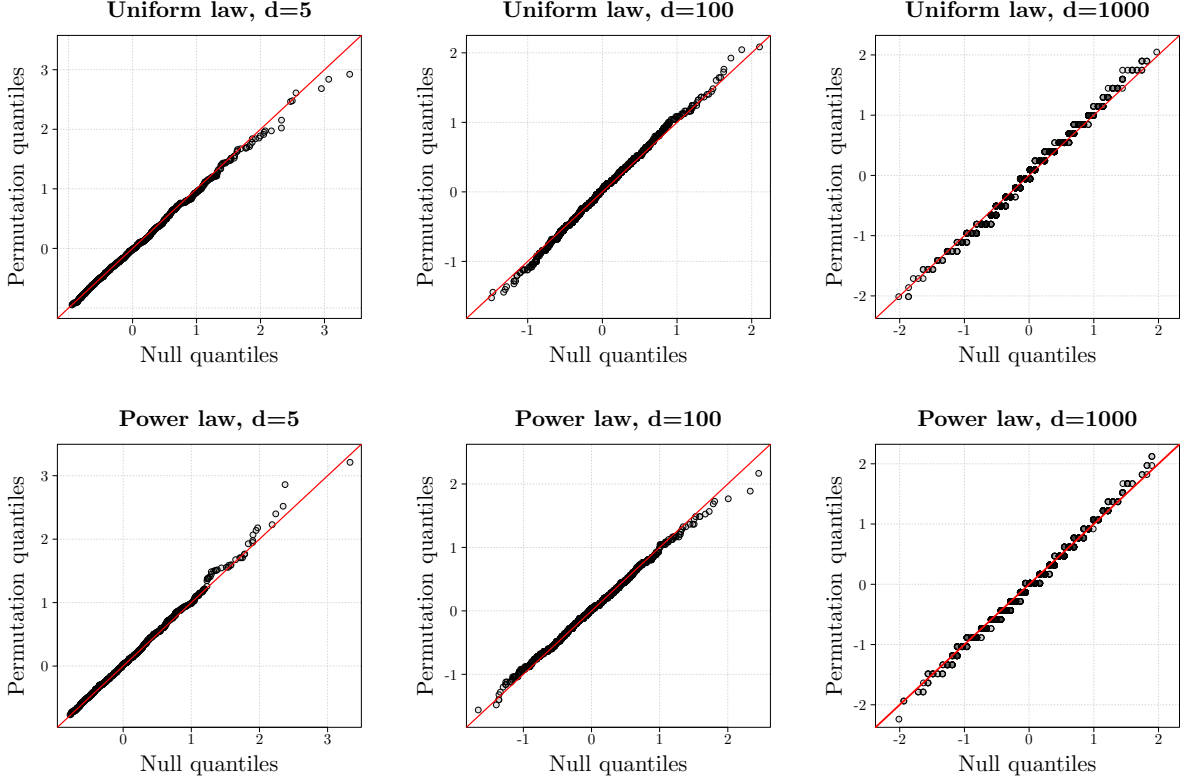 Uniform law, d=5
Uniform law, d=100
Uniform law, d=1000
Permutation quantiles
3
2
1
0
0
1
2
3
Null quantiles
Permutation quantiles
2
1
0
-1
-1
0
1
2
Null quantiles
Permutation quantiles
2
1
0
-1
-2
-2
-1
0
1
2
Null quantiles
Power law, d=5
Power law, d=100
Power law, d=1000
Permutation quantiles
3
2
1
0
0
1
2
3
Null quantiles
Permutation quantiles
2
1
0
-1
-1
0
1
2
Null quantiles
Permutation quantiles
2
1
0
-1
-2
-2
-1
0
1
2
Null quantiles